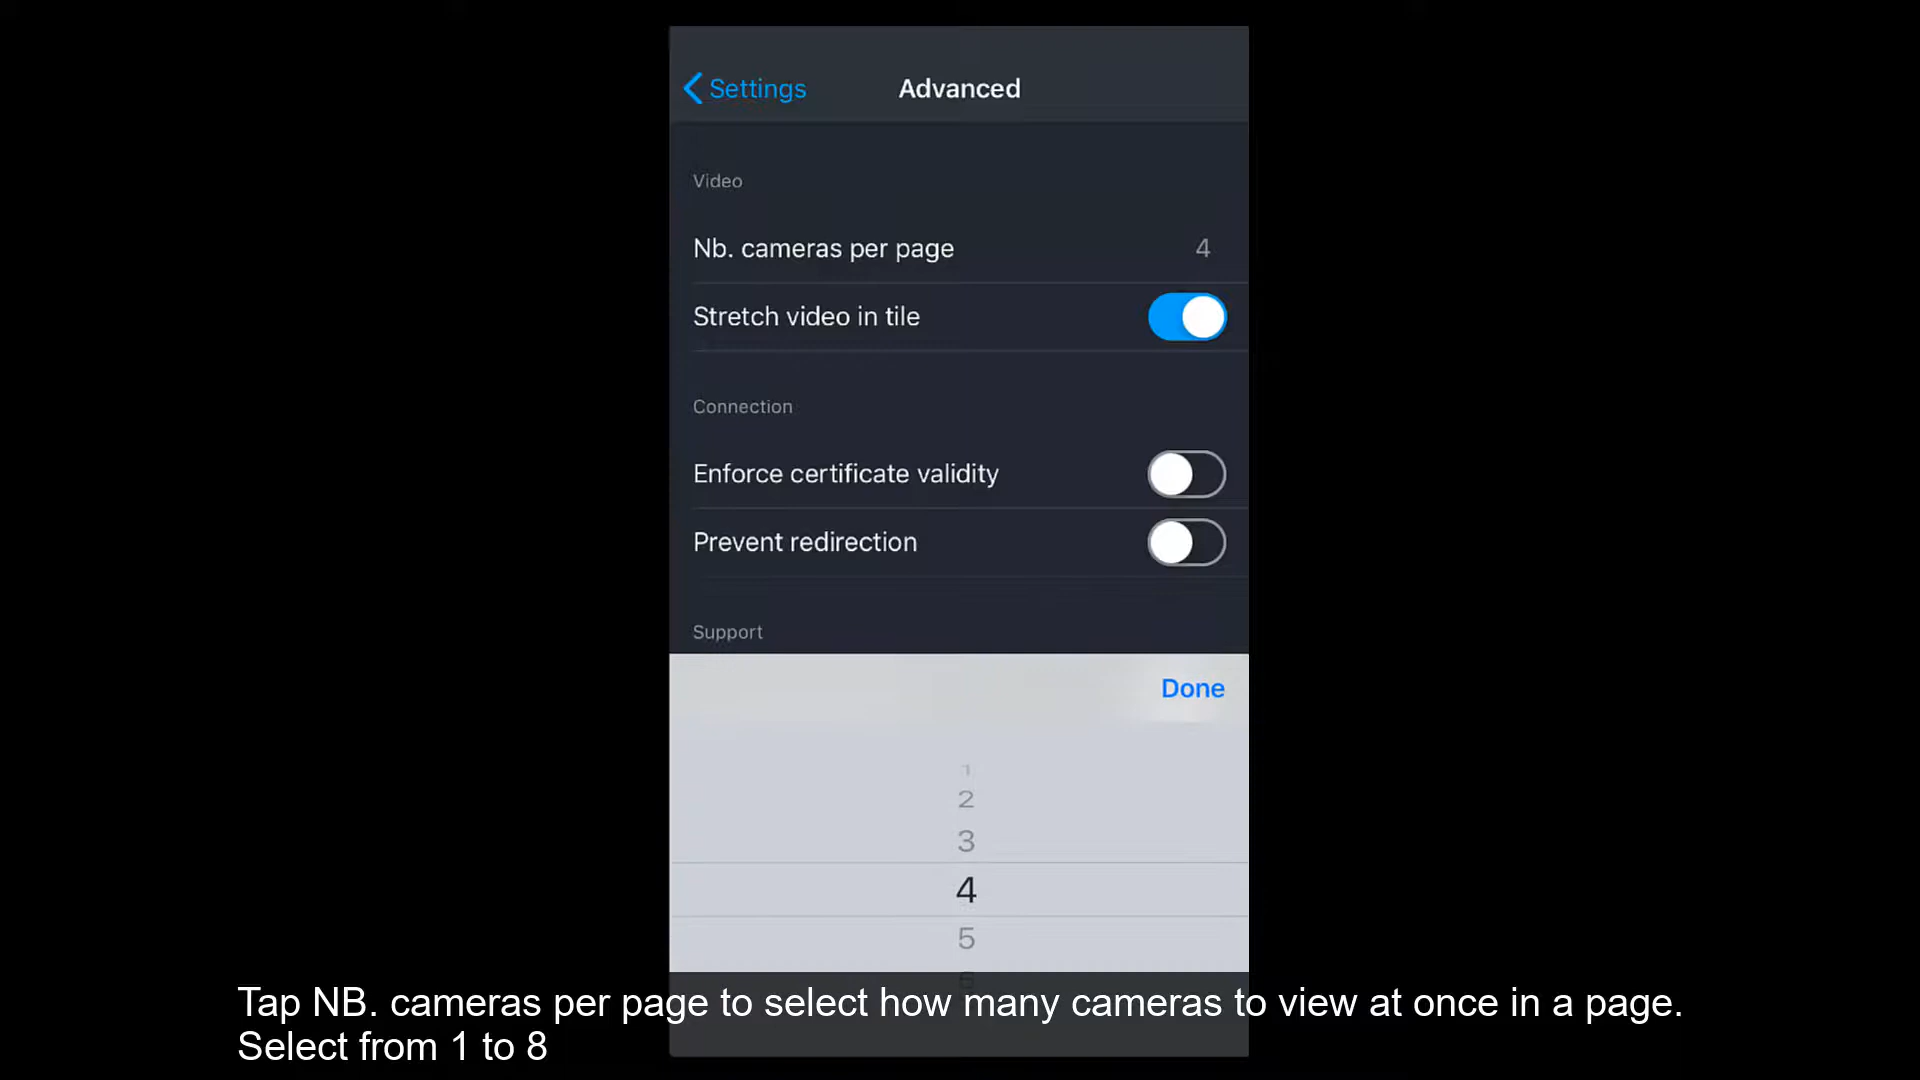 Settings
Advanced
Video
Nb. cameras per page
4
Stretch video in tile
Connection
Enforce certificate validity
Prevent redirection
Support
Done
1
2
3
4
5
6
Tap NB. cameras per page to select how many cameras to view at once in a page.
Select from 1 to 8